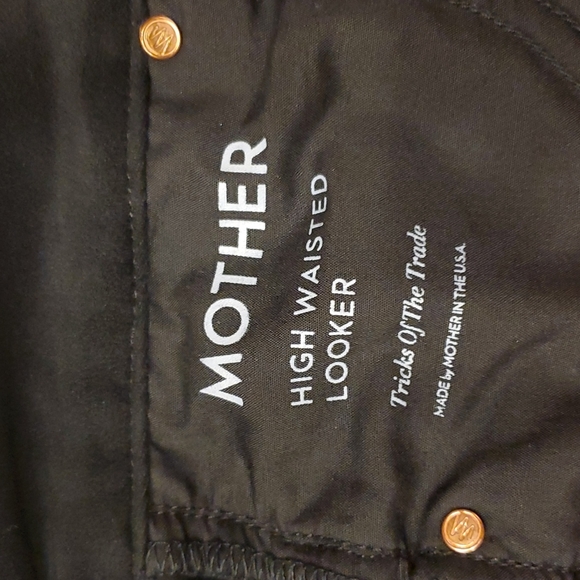 MOTHER
HIGH WAISTED
LOOKER
Tricks Of The Trade
MADE by MOTHER IN THE U.S.A.